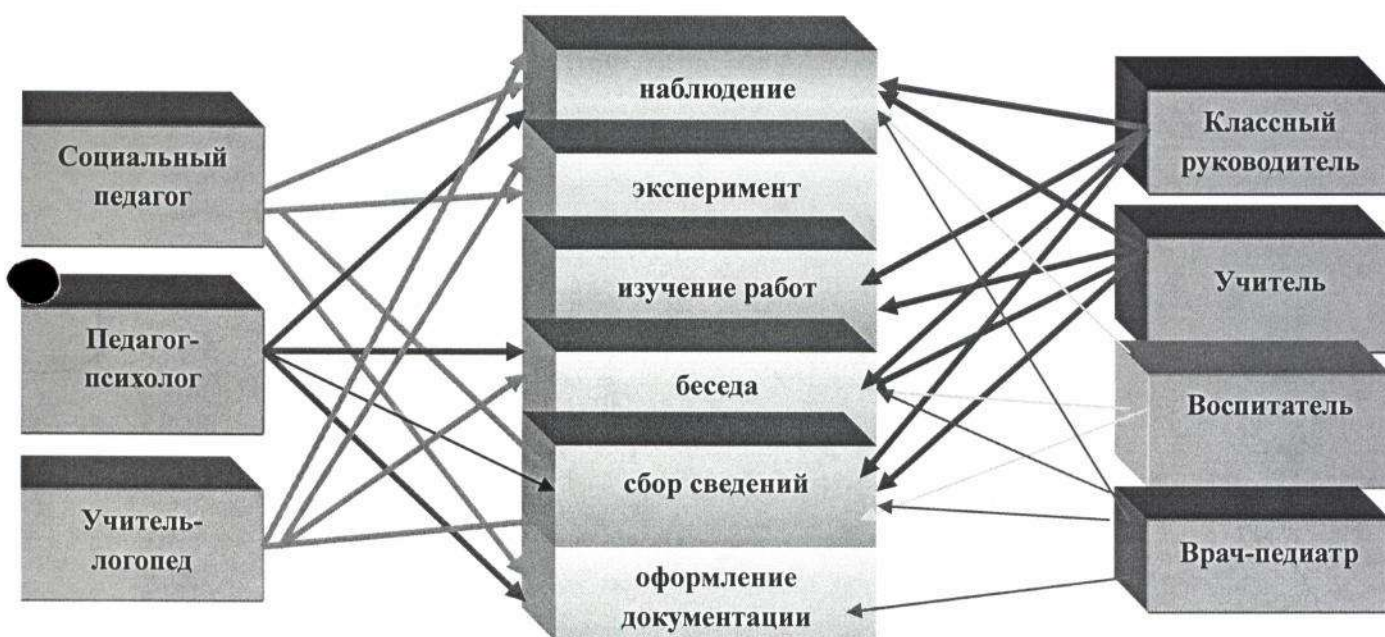 Социальный
педагог
Педагог-
психолог
Учитель-
логопед
наблюдение
эксперимент
изучение работ
беседа
сбор сведений
оформление
документации
Классный
руководитель
Учитель
Воспитатель
Врач-педиатр